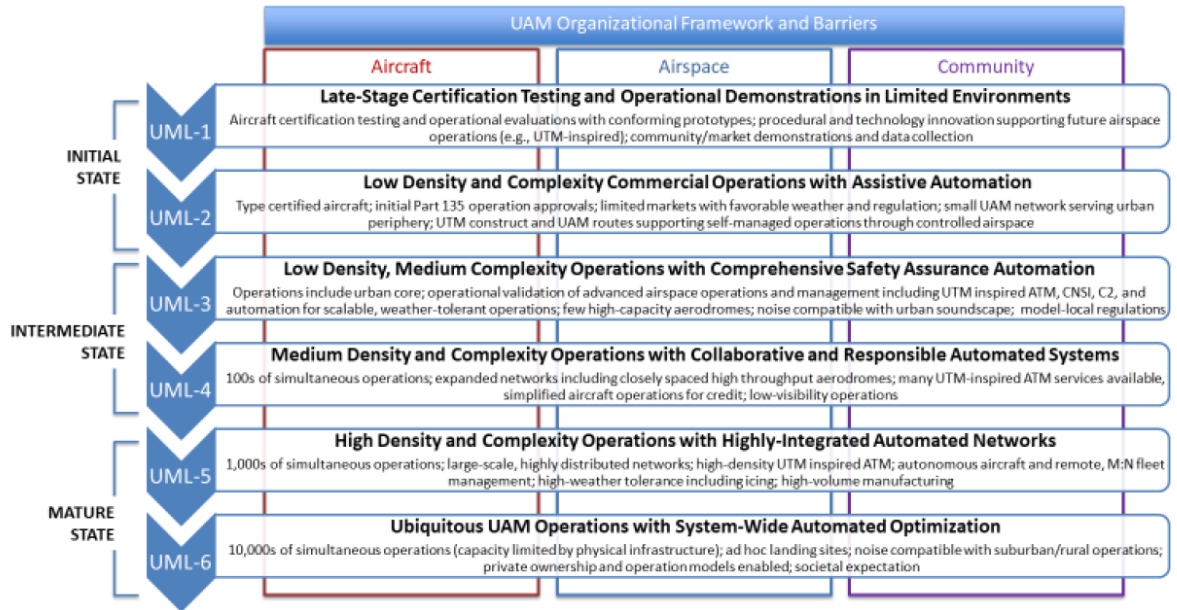 UAM Organizational Framework and Barriers
Aircraft
Airspace
Community
INITIAL
STATE
UML-1
Late-Stage Certification Testing and Operational Demonstrations in Limited Environments
Aircraft certification testing and operational evaluations with conforming prototypes; procedural and technology innovation supporting future airspace
operations (e.g., UTM-inspired); community/market demonstrations and data collection
UML-2
Low Density and Complexity Commercial Operations with Assistive Automation
Type certified aircraft; initial Part 135 operation approvals; limited markets with favorable weather and regulation; small UAM network serving urban
periphery; UTM construct and UAM routes supporting self-managed operations through controlled airspace
INTERMEDIATE
STATE
UML-3
Low Density, Medium Complexity Operations with Comprehensive Safety Assurance Automation
Operations include urban core; operational validation of advanced airspace operations and management including UTM inspired ATM, CNSI, C2, and
automation for scalable, weather-tolerant operations; few high-capacity aerodromes; noise compatible with urban soundscape; model-local regulations
UML-4
Medium Density and Complexity Operations with Collaborative and Responsible Automated Systems
100s of simultaneous operations; expanded networks including closely spaced high throughput aerodromes; many UTM-inspired ATM services available,
simplified aircraft operations for credit; low-visibility operations
MATURE
STATE
UML-5
High Density and Complexity Operations with Highly-Integrated Automated Networks
1,000s of simultaneous operations; large-scale, highly distributed networks; high-density UTM inspired ATM; autonomous aircraft and remote, M:N fleet
management; high-weather tolerance including icing; high-volume manufacturing
UML-6
Ubiquitous UAM Operations with System-Wide Automated Optimization
10,000s of simultaneous operations (capacity limited by physical infrastructure); ad hoc landing sites; noise compatible with suburban/rural operations;
private ownership and operation models enabled; societal expectation